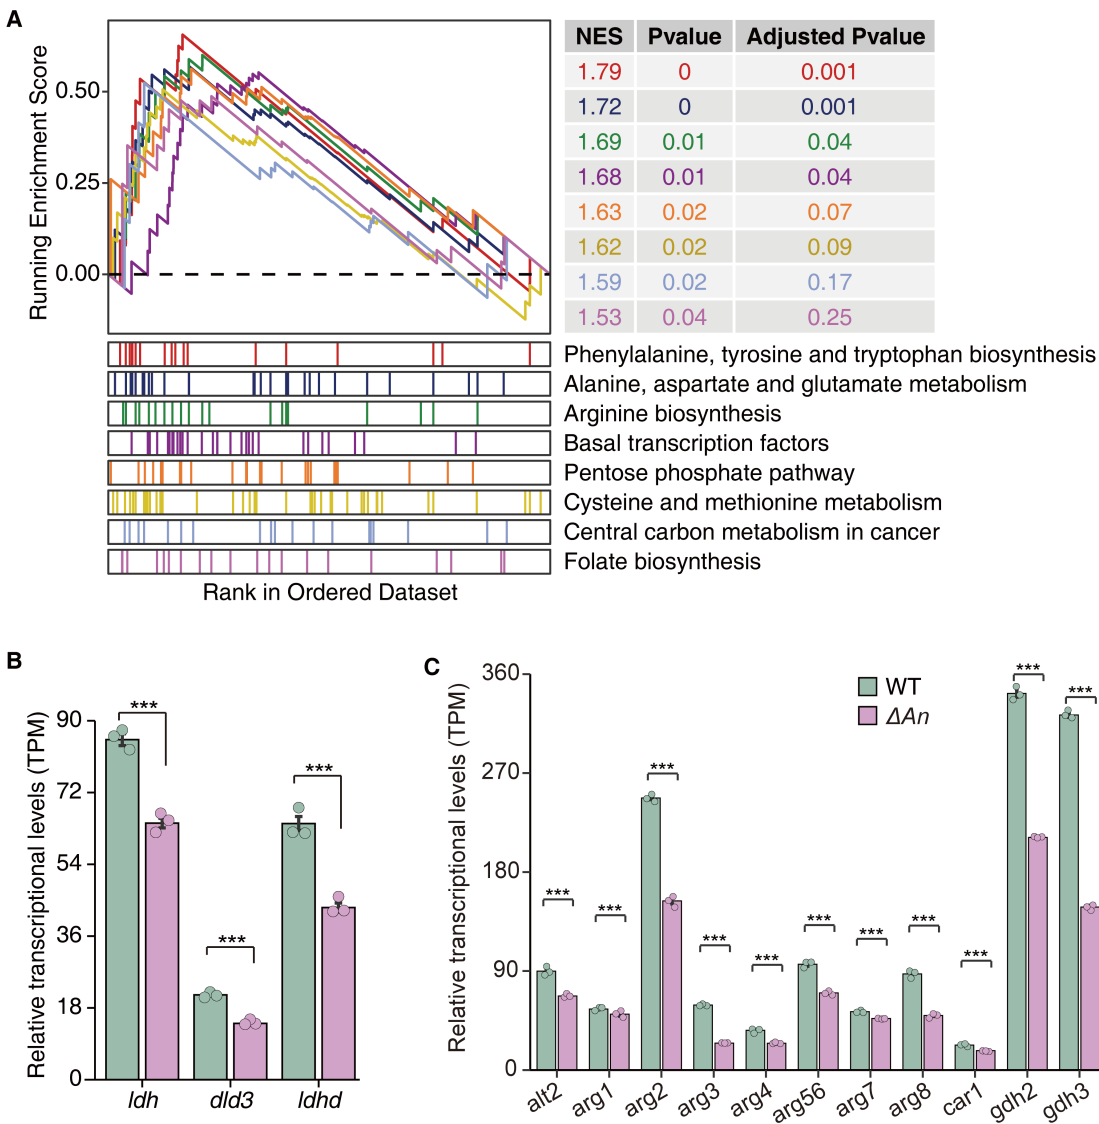 A
Running Enrichment Score
0.50
0.25
0.00
NES Pvalue Adjusted Pvalue
1.79 0 0.001
1.72 0 0.001
1.69 0.01 0.04
1.68 0.01 0.04
1.63 0.02 0.07
1.62 0.02 0.09
1.59 0.02 0.17
1.53 0.04 0.25
Phenylalanine, tyrosine and tryptophan biosynthesis
Alanine, aspartate and glutamate metabolism
Arginine biosynthesis
Basal transcription factors
Pentose phosphate pathway
Cysteine and methionine metabolism
Central carbon metabolism in cancer
Folate biosynthesis
Rank in Ordered Dataset
B
Relative transcriptional levels (TPM)
90
72
54
36
18
0
***
***
***
ldh dld3 ldhd
C
Relative transcriptional levels (TPM)
360
270
180
90
0
WT
ΔAn
***
***
***
***
***
***
***
***
***
***
***
alt2 arg1 arg2 arg3 arg4 arg56 arg7 arg8 car1 gdh2 gdh3